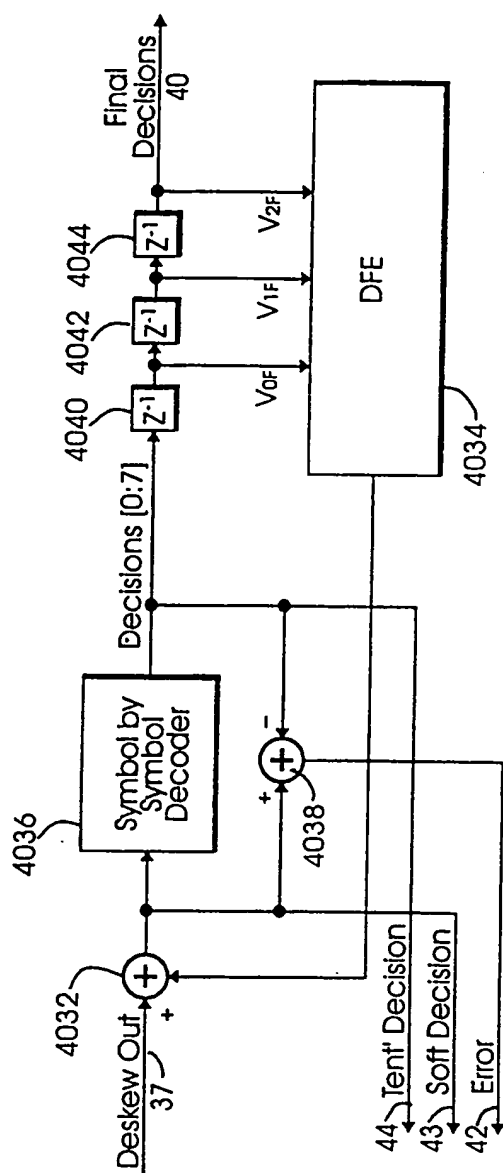 Final
Decisions
40
4044
4042
4040
Z-1
Z-1
Z-1
V2F
V1F
V0F
DFE
4034
Decisions [0:7]
4036
Symbol by
Symbol
Decoder
-
+
+
4038
4032
+
+
Deskew Out
37
44 Tent' Decision
43 Soft Decision
42 Error